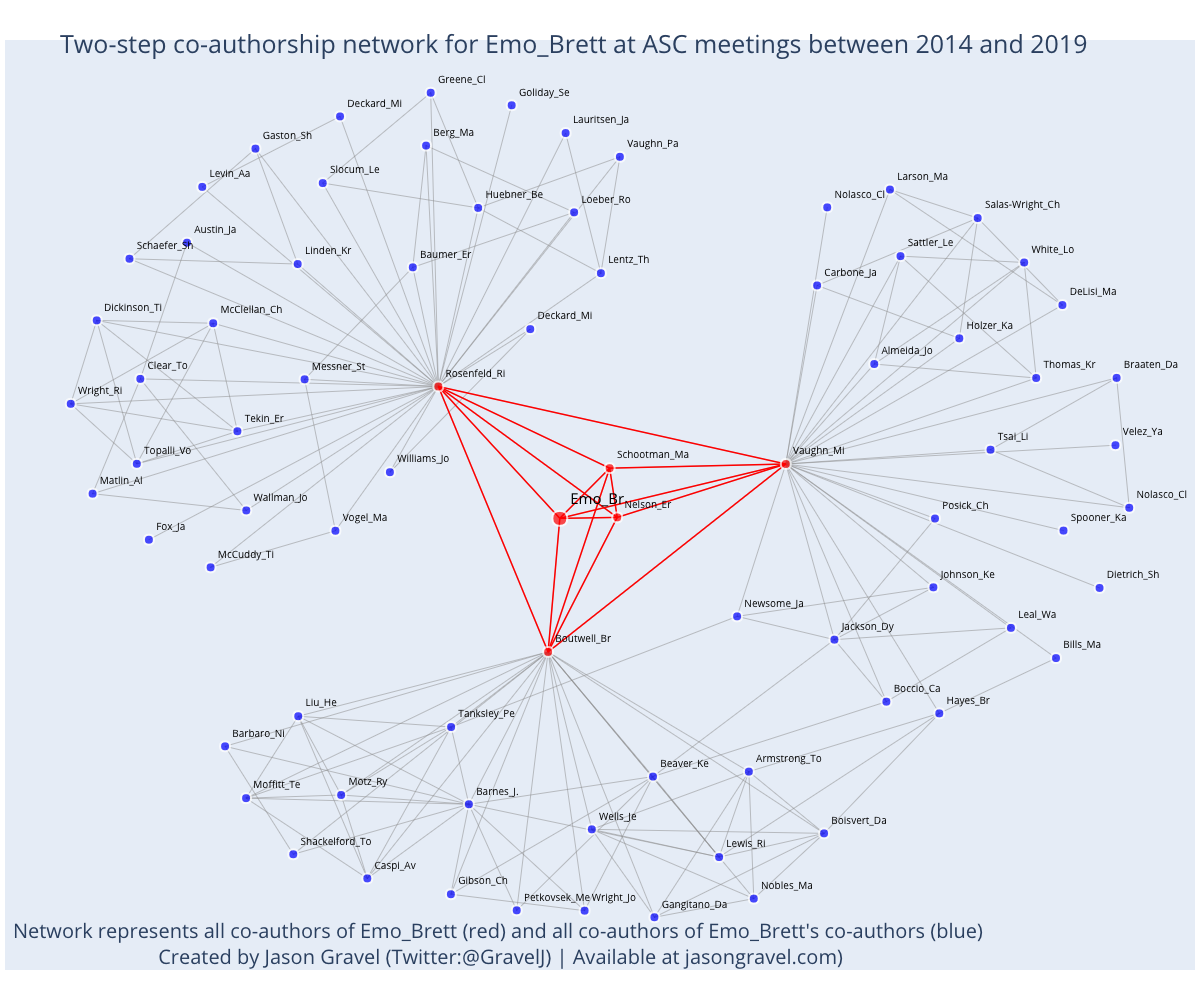 Two-step co-authorship network for Emo_Brett at ASC meetings between 2014 and 2019
Greene_Cl
Goliday_Se
Deckard_Mi
Lauritsen_Ja
Gaston_Sh
Berg_Ma
Vaughn_Pa
Levin_Aa
Slocum_Le
Huebner_Be
Loeber_Ro
Larson_Ma
Nolasco_Cl
Salas-Wright_Ch
Austin_Ja
Schaefer_Sh
Linden_Kr
Baumer_Er
Lentz_Th
Sattler_Le
White_Lo
Carbone_Ja
DeLisi_Ma
Dickinson_Ti
McClellan_Ch
Deckard_Mi
Holzer_Ka
Almeida_Jo
Clear_To
Messner_St
Rosenfeld_Ri
Thomas_Kr
Braaten_Da
Wright_Ri
Tekin_Er
Topalli_Vo
Williams_Jo
Schootman_Ma
Vaughn_Mi
Tsai_Li
Velez_Ya
Matlin_Al
Wallman_Jo
Emo_Br
Nelson_Er
Nolasco_Cl
Fox_Ja
Vogel_Ma
Posick_Ch
Spooner_Ka
McCuddy_Ti
Johnson_Ke
Dietrich_Sh
Newsome_Ja
Leal_Wa
Boutwell_Br
Jackson_Dy
Bills_Ma
Liu_He
Boccio_Ca
Hayes_Br
Tanksley_Pe
Barbaro_Ni
Beaver_Ke
Armstrong_To
Moffitt_Te
Motz_Ry
Barnes_J.
Wells_Je
Boisvert_Da
Shackelford_To
Lewis_Ri
Caspi_Av
Gibson_Ch
Petkovsek_Me
Wright_Jo
Gangitano_Da
Nobles_Ma
Network represents all co-authors of Emo_Brett (red) and all co-authors of Emo_Brett's co-authors (blue)
Created by Jason Gravel (Twitter:@GravelJ) | Available at jasongravel.com)